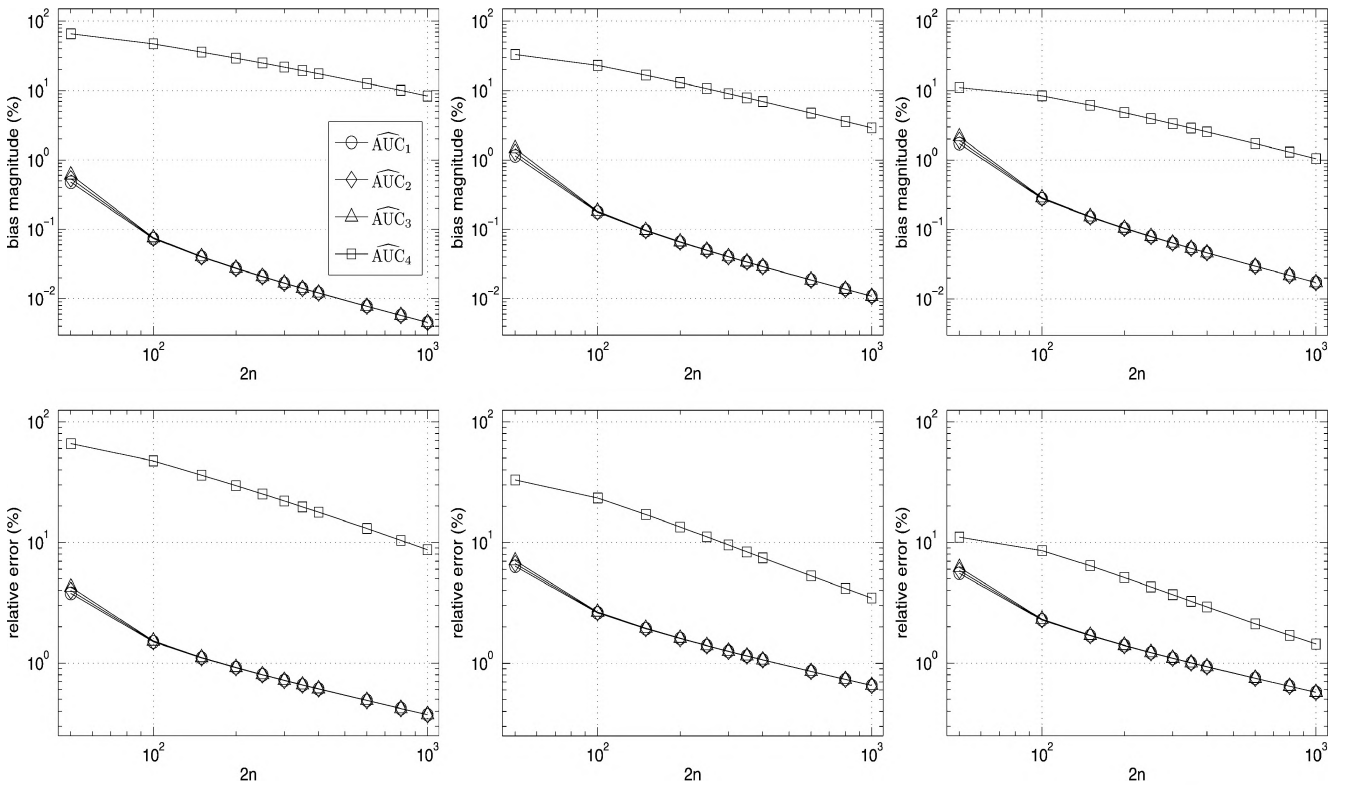 10²
10¹
10⁰
10⁻¹
10⁻²
bias magnitude (%)
10²
10³
2n
AUC₁
AUC₂
AUC₃
AUC₄
10²
10¹
10⁰
10⁻¹
10⁻²
bias magnitude (%)
10²
10³
2n
10²
10¹
10⁰
10⁻¹
10⁻²
bias magnitude (%)
10²
10³
2n
10²
10¹
10⁰
relative error (%)
10²
10³
2n
10²
10¹
10⁰
relative error (%)
10²
10³
2n
10²
10¹
10⁰
relative error (%)
10²
10³
2n